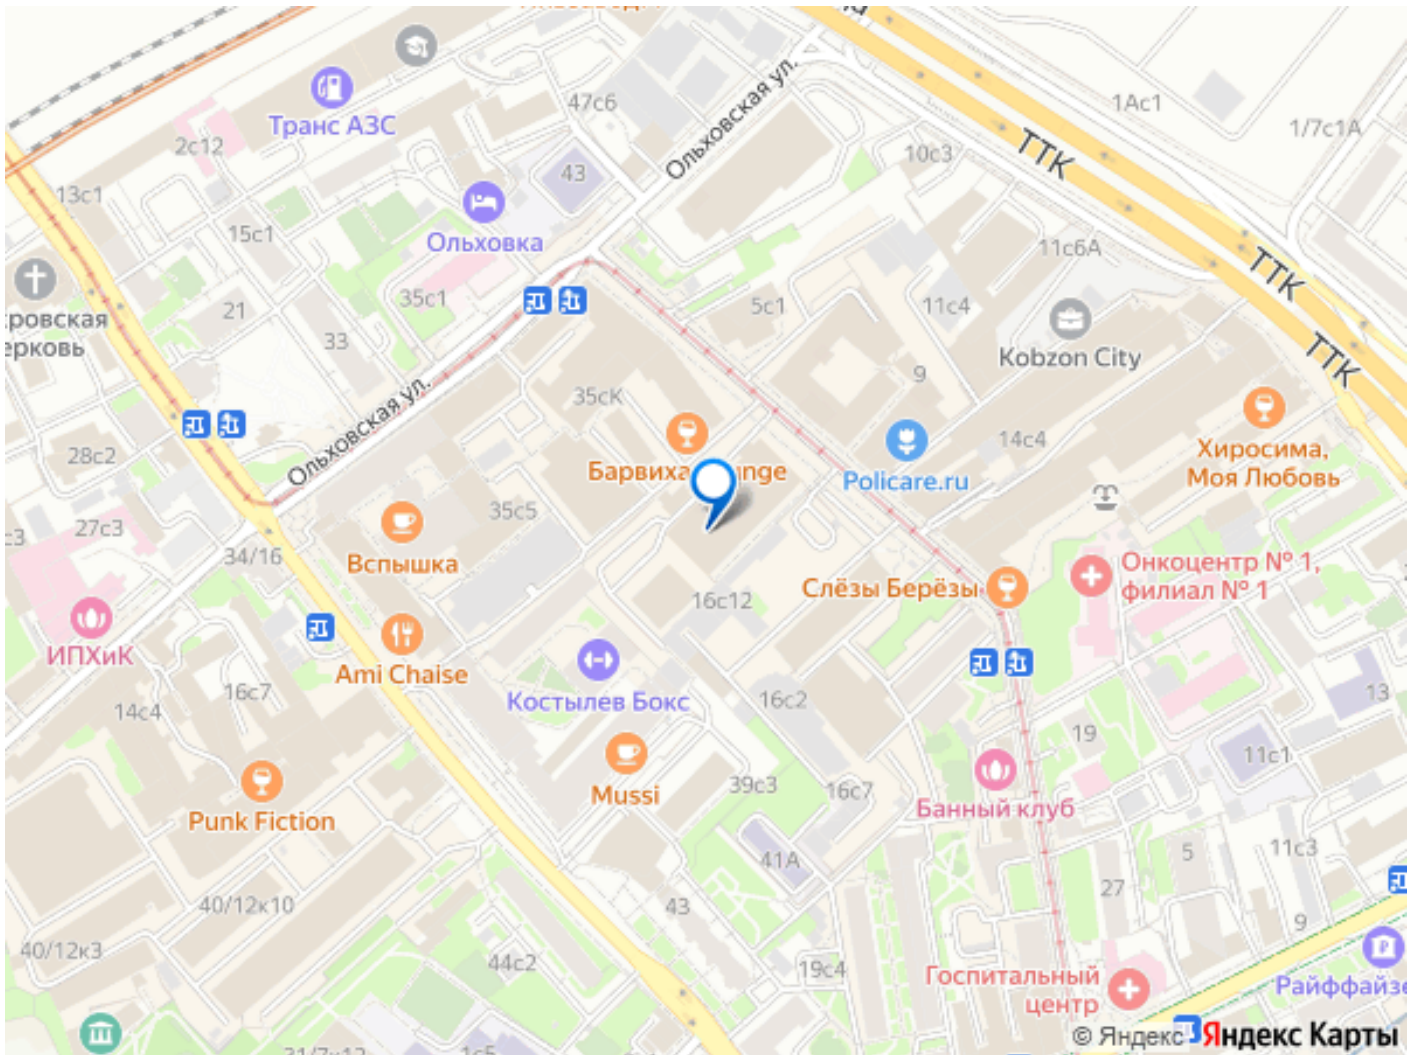 Транс АЗС
47с6
Ольховская ул.
1Ас1
1/7с1А
ТТК
2с12
43
10с3
13с1
15с1
Ольховка
11с6А
ТТК
35с1
21
5с1
11с4
Kobzon City
ровская
ерковь
33
ТТК
9
35сК
Ольховская ул.
28с2
Барвиха
nge
Policare.ru
14с4
Хиросима,
Моя Любовь
35с5
27с3
34/16
Вспышка
Слёзы Берёзы
Онкоцентр № 1,
филиал № 1
16с12
ИПХиК
Ami Chaise
16с7
14с4
Костылев Бокс
16с2
13
19
11с1
Mussi
39с3
16с7
Банный клуб
Punk Fiction
41А
5
11с3
27
40/12к10
43
9
40/12к3
44с2
19с4
Госпитальный
центр
Райффайзе
1с5
© Яндекс
Яндекс Карты